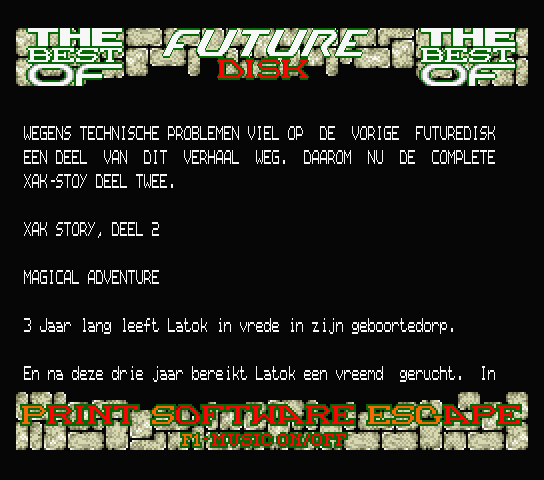 THE BEST OF
FUTURE DISK
THE BEST OF
WEGENS TECHNISCHE PROBLEMEN VIEL OP DE VORIGE FUTUREDISK
EEN DEEL VAN DIT VERHAAL WEG. DAAROM NU DE COMPLETE
XAK-STOY DEEL TWEE.
XAK STORY, DEEL 2
MAGICAL ADVENTURE
3 Jaar lang leeft Latok in vrede in zijn geboortedorp.
En na deze drie jaar bereikt Latok een vreemd gerucht. In
PRINT SOFTWARE ESCAPE
F1-MUSIC ON/OFF